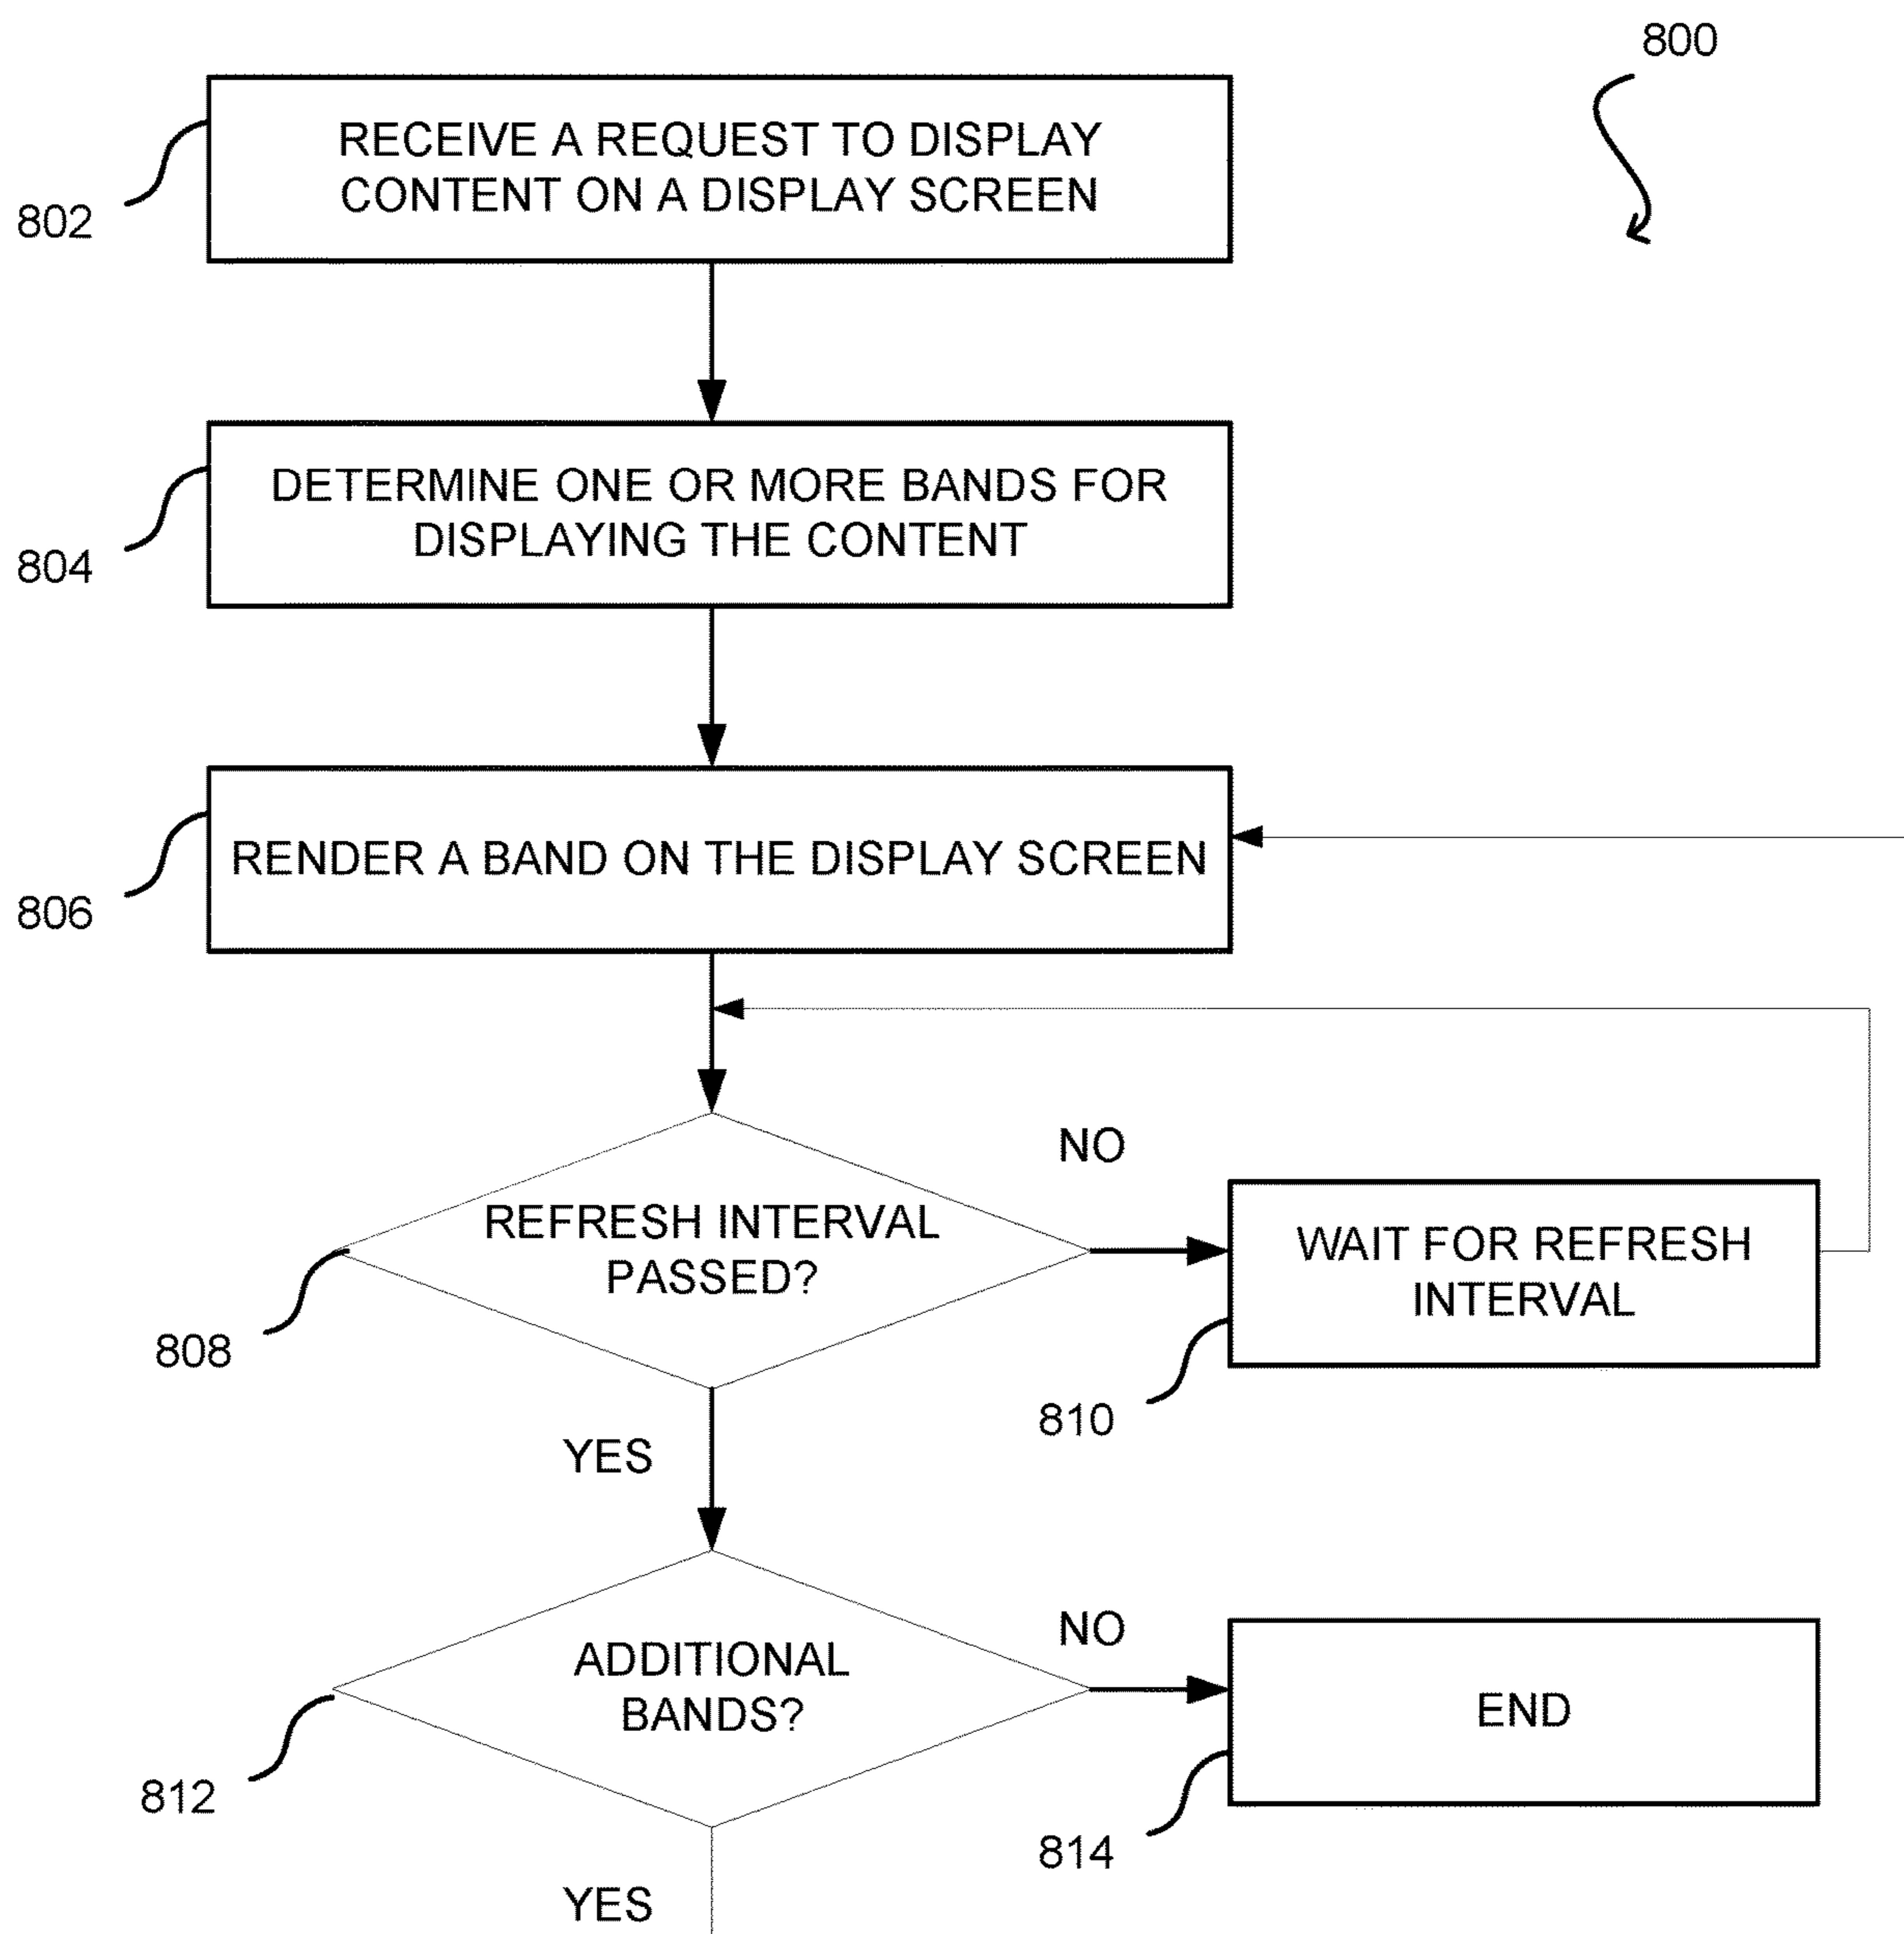 800
RECEIVE A REQUEST TO DISPLAY
CONTENT ON A DISPLAY SCREEN
802
DETERMINE ONE OR MORE BANDS FOR
DISPLAYING THE CONTENT
804
RENDER A BAND ON THE DISPLAY SCREEN
806
REFRESH INTERVAL
PASSED?
808
NO
WAIT FOR REFRESH
INTERVAL
810
YES
ADDITIONAL
BANDS?
812
NO
END
814
YES